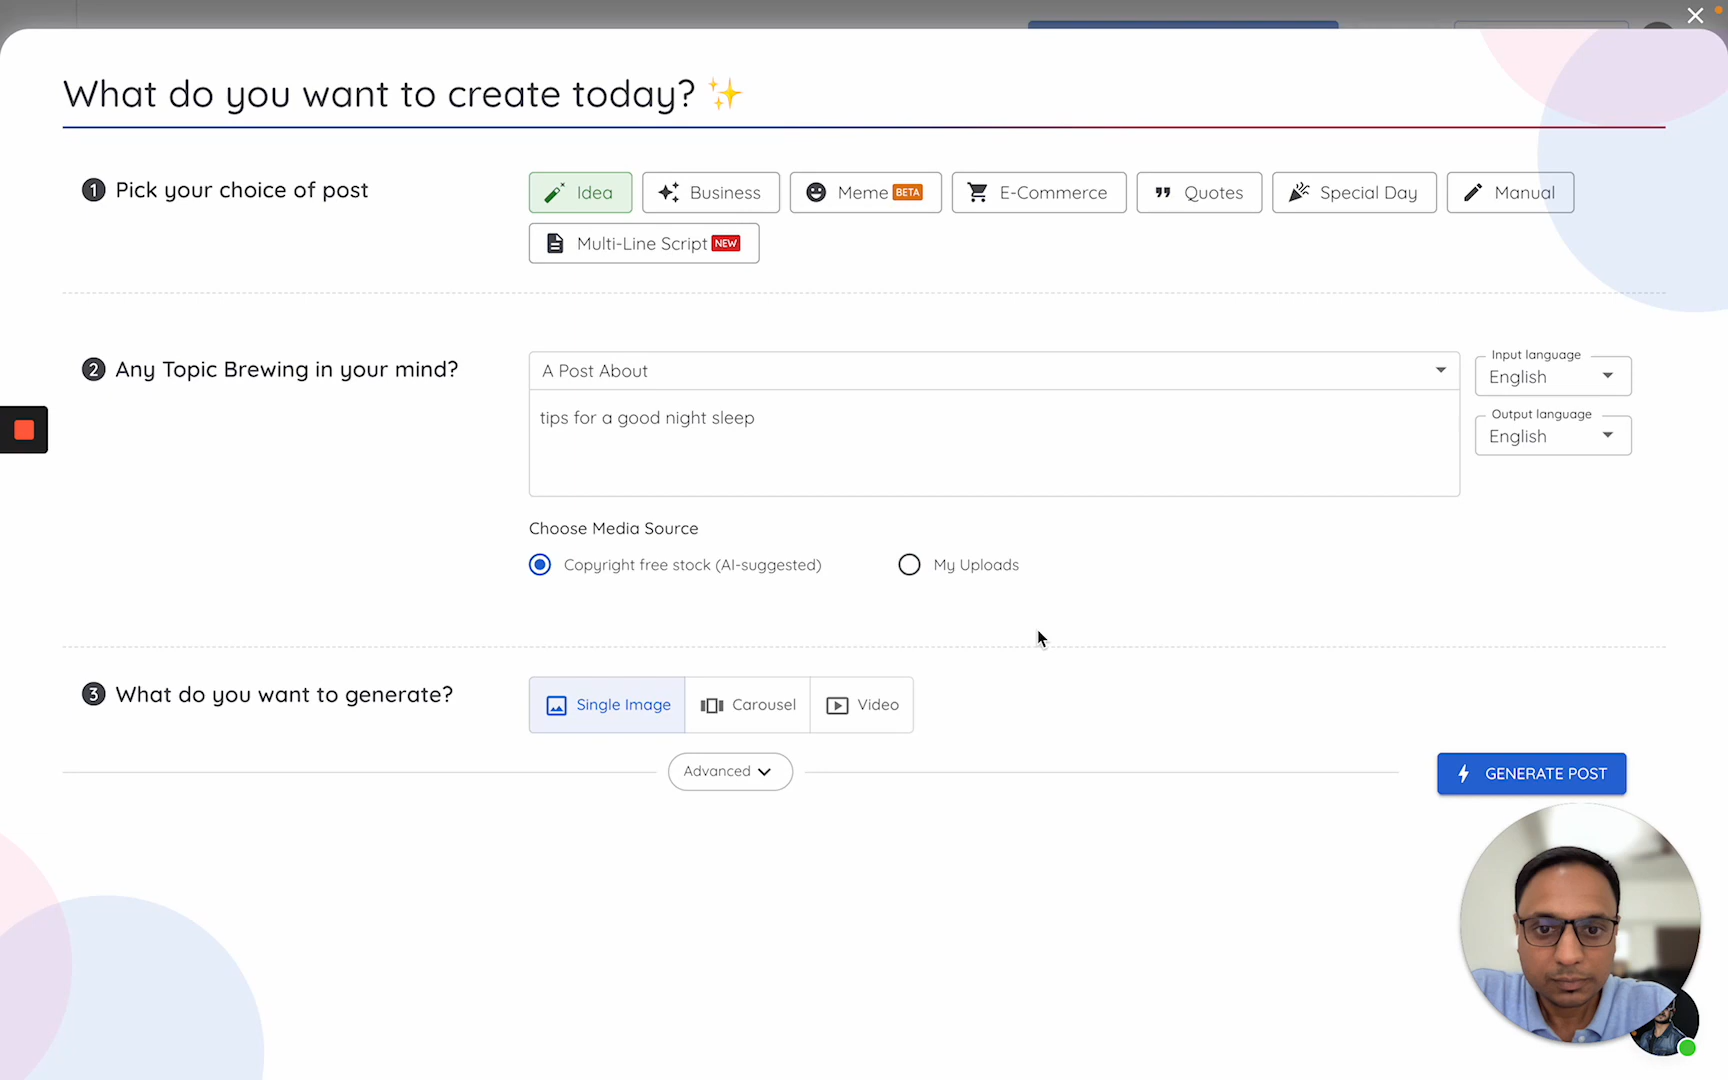 What do you want to create today? ✨
1 Pick your choice of post
Idea
Business
Meme BETA
E-Commerce
Quotes
Special Day
Manual
Multi-Line Script NEW
2 Any Topic Brewing in your mind?
A Post About
tips for a good night sleep
Input language
English
Output language
English
Choose Media Source
Copyright free stock (AI-suggested)
My Uploads
3 What do you want to generate?
Single Image
Carousel
Video
Advanced
GENERATE POST